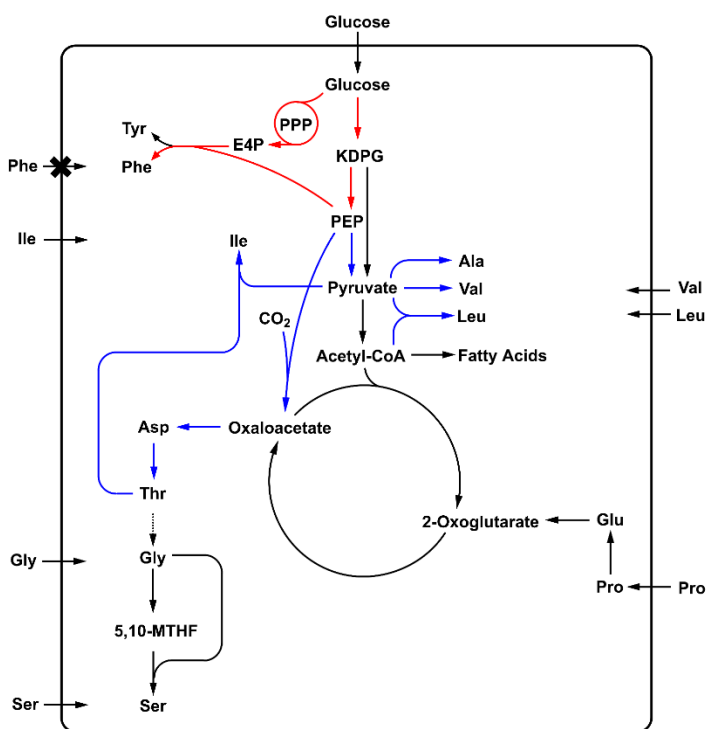 Glucose
Glucose
PPP
Tyr
E4P
KDPG
Phe
Phe
PEP
Ile
Ile
Ala
Pyruvate
Val
Val
CO₂
Leu
Leu
Acetyl-CoA
Fatty Acids
Asp
Oxaloacetate
Thr
2-Oxoglutarate
Glu
Gly
Gly
Pro
Pro
5,10-MTHF
Ser
Ser